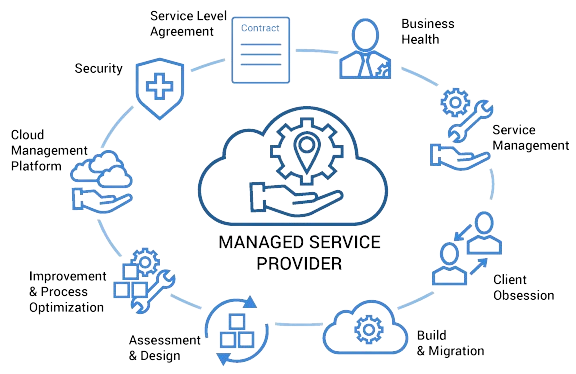 Service Level
Agreement
Contract
Business
Health
Security
Service
Management
Cloud
Management
Platform
MANAGED SERVICE
PROVIDER
Client
Obsession
Improvement
& Process
Optimization
Assessment
& Design
Build
& Migration